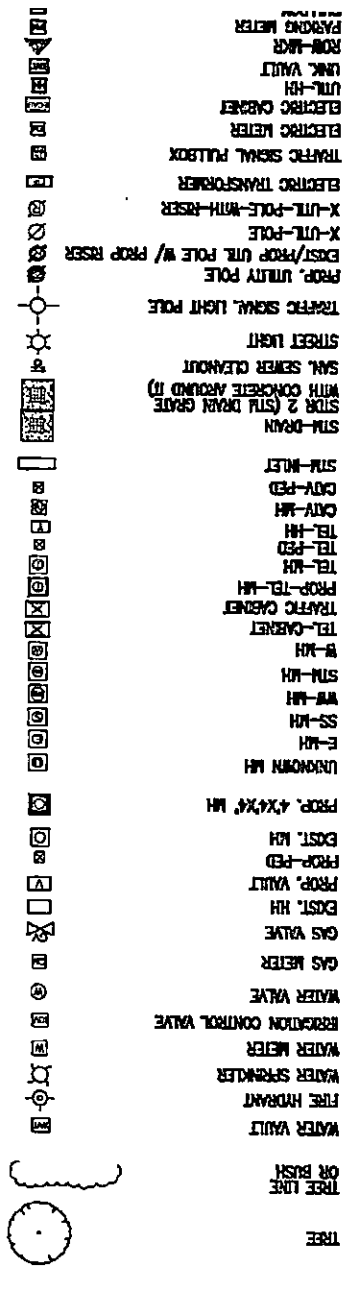 TREE
TREE LINE
OR BUSH
WATER VAULT
FIRE HYDRANT
WATER SPRINKLER
WATER METER W
IRRIGATION CONTROL VALVE ICV
WATER VALVE W
GAS METER
GAS VALVE
EXIST. HH
PROP. VAULT V
PROP-PED
EXIST. MH
PROP. 4'X4'X4' MH
UNKNOWN MH
E-MH
SS-MH
WW-MH
STM-MH
W-MH
TEL-CABINET
TRAFFIC CABINET
PROP-TEL-MH
TEL-MH
TEL-PED
TEL-HH
CATV-MH
CATV-PED
STM-INLET
STM-DRAIN
STDR 2 (STM DRAIN GRATE
WITH CONCRETE AROUND IT)
SAN. SEWER CLEANOUT
STREET LIGHT
TRAFFIC SIGNAL LIGHT POLE
PROP. UTILITY POLE
EXIST/PROP UTIL POLE W/ PROP RISER
X-UTIL-POLE
X-UTIL-POLE-WITH-RISER
ELECTRIC TRANSFORMER
TRAFFIC SIGNAL PULLBOX
ELECTRIC METER
ELECTRIC CABINET
UTIL-HH
UNK. VAULT
ROW-MKR
PARKING METER